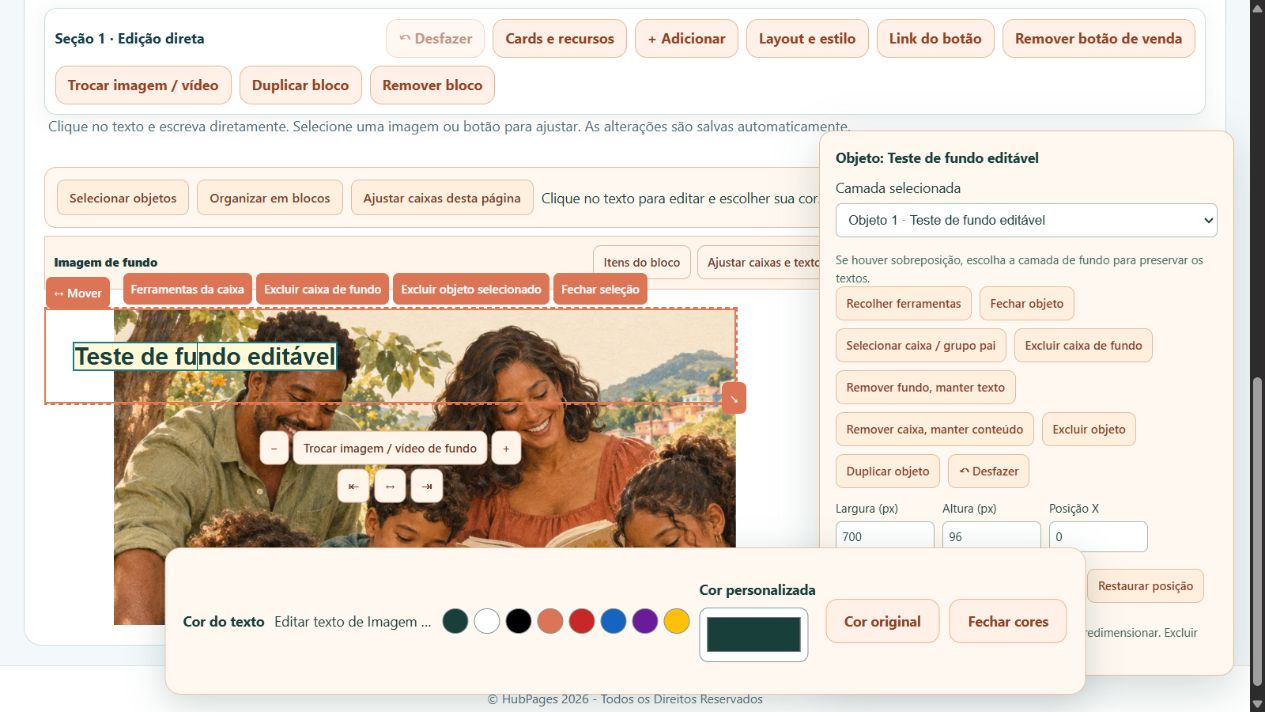 Seção 1 · Edição direta
↶ Desfazer
Cards e recursos
+ Adicionar
Layout e estilo
Link do botão
Remover botão de venda
Trocar imagem / vídeo
Duplicar bloco
Remover bloco
Clique no texto e escreva diretamente. Selecione uma imagem ou botão para ajustar. As alterações são salvas automaticamente.
Selecionar objetos
Organizar em blocos
Ajustar caixas desta página
Clique no texto para editar e escolher sua cor
Imagem de fundo
Itens do bloco
Ajustar caixas e texto
↔ Mover
Ferramentas da caixa
Excluir caixa de fundo
Excluir objeto selecionado
Fechar seleção
Teste de fundo editável
−
Trocar imagem / vídeo de fundo
+
⇤
↔
⇥
↘
Objeto: Teste de fundo editável
Camada selecionada
Objeto 1 - Teste de fundo editável
Se houver sobreposição, escolha a camada de fundo para preservar os
textos.
Recolher ferramentas
Fechar objeto
Selecionar caixa / grupo pai
Excluir caixa de fundo
Remover fundo, manter texto
Remover caixa, manter conteúdo
Excluir objeto
Duplicar objeto
↶ Desfazer
Largura (px)
Altura (px)
Posição X
700
96
0
Restaurar posição
redimensionar. Excluir
Cor do texto
Editar texto de Imagem ...
Cor personalizada
Cor original
Fechar cores
© HubPages 2026 - Todos os Direitos Reservados